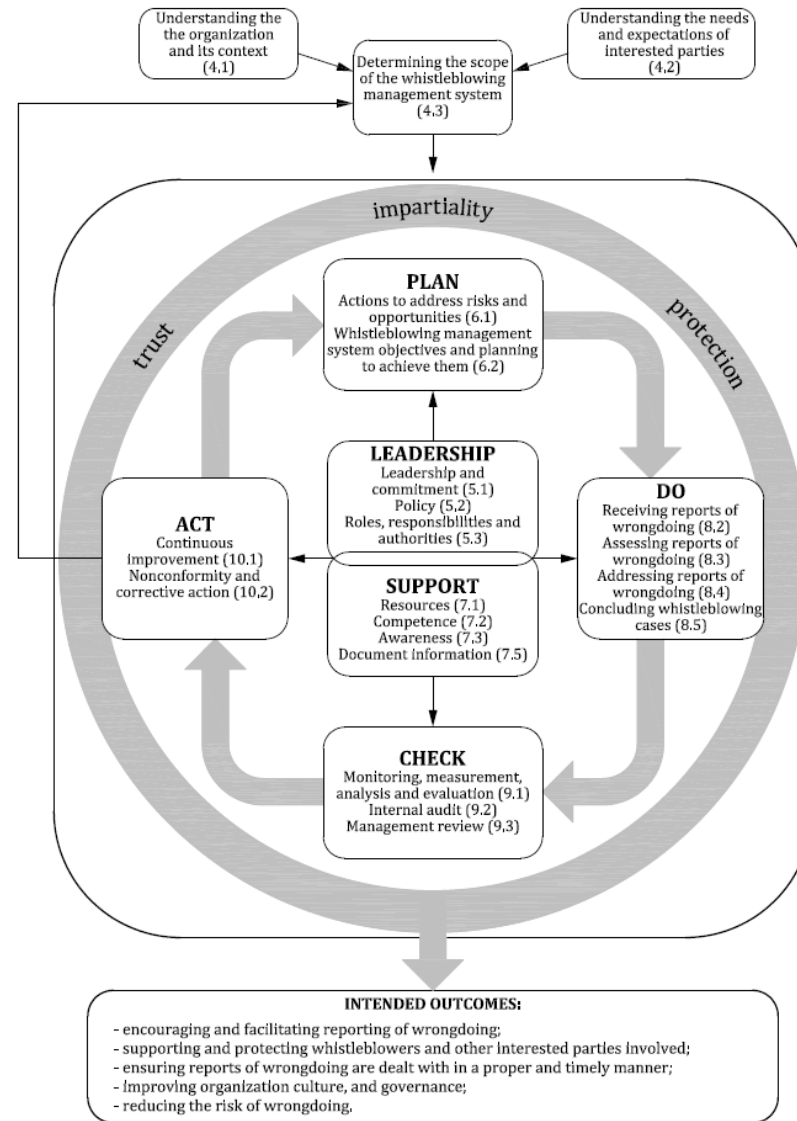 Understanding the
the organization
and its context
(4,1)
Understanding the needs
and expectations of
interested parties
(4,2)
Determining the scope
of the whistleblowing
management system
(4,3)
impartiality
trust
protection
PLAN
Actions to address risks and
opportunities (6.1)
Whistleblowing management
system objectives and planning
to achieve them (6.2)
LEADERSHIP
Leadership and
commitment (5.1)
Policy (5,2)
Roles, responsibilities and
authorities (5.3)
DO
Receiving reports of
wrongdoing (8,2)
Assessing reports of
wrongdoing (8.3)
Addressing reports of
wrongdoing (8,4)
Concluding whistleblowing
cases (8.5)
ACT
Continuous
improvement (10.1)
Nonconformity and
corrective action (10,2)
SUPPORT
Resources (7.1)
Competence (7.2)
Awareness (7,3)
Document information (7.5)
CHECK
Monitoring, measurement,
analysis and evaluation (9.1)
Internal audit (9.2)
Management review (9,3)
INTENDED OUTCOMES:
- encouraging and facilitating reporting of wrongdoing;
- supporting and protecting whistleblowers and other interested parties involved;
- ensuring reports of wrongdoing are dealt with in a proper and timely manner;
- improving organization culture, and governance;
- reducing the risk of wrongdoing.